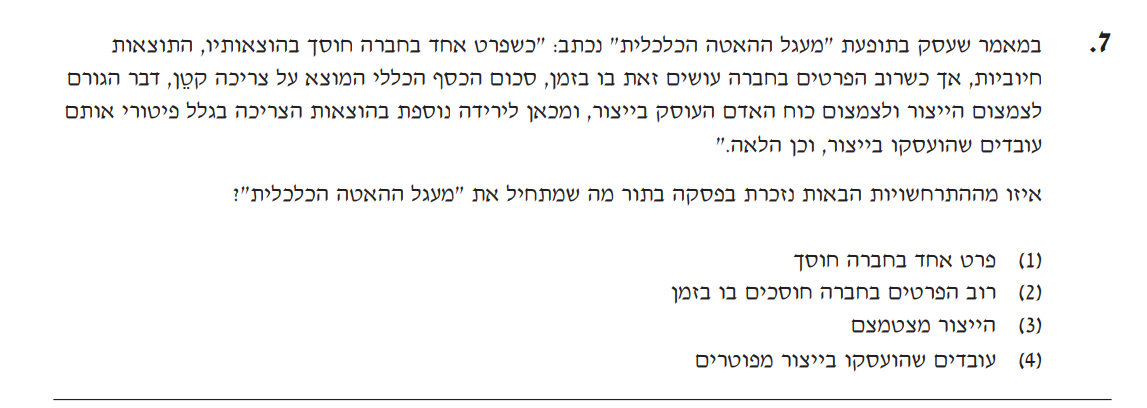 7. במאמר שעסק בתופעת "מעגל ההאטה הכלכלית" נכתב: "כשפרט אחד בחברה חוסך בהוצאותיו, התוצאות
חיוביות, אך כשרוב הפרטים בחברה עושים זאת בו בזמן, סכום הכסף הכללי המוצא על צריכה קטֵן, דבר הגורם
לצמצום הייצור ולצמצום כוח האדם העוסק בייצור, ומכאן לירידה נוספת בהוצאות הצריכה בגלל פיטורי אותם
עובדים שהועסקו בייצור, וכן הלאה."
איזו מההתרחשויות הבאות נזכרת בפסקה בתור מה שמתחיל את "מעגל ההאטה הכלכלית"?
(1) פרט אחד בחברה חוסך
(2) רוב הפרטים בחברה חוסכים בו בזמן
(3) הייצור מצטמצם
(4) עובדים שהועסקו בייצור מפוטרים